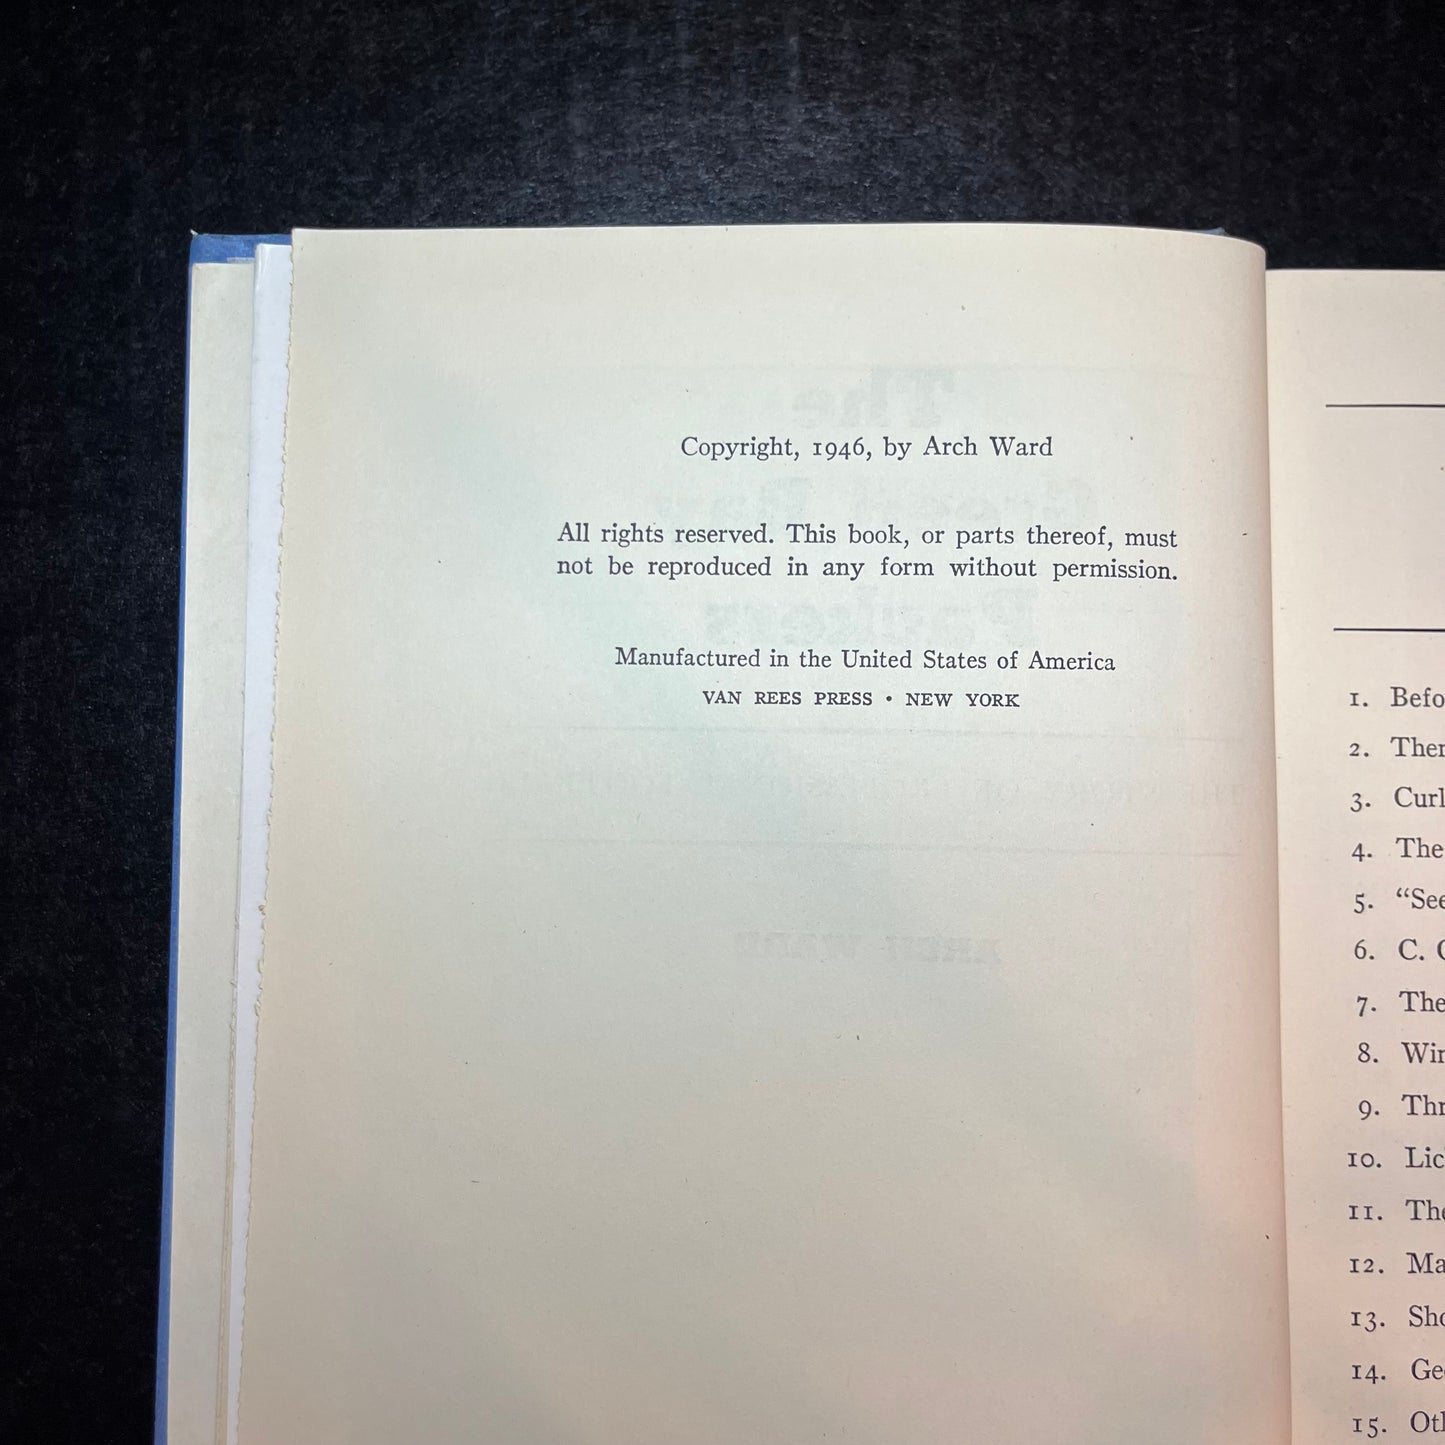 Copyright, 1946, by Arch Ward
All rights reserved. This book, or parts thereof, must
not be reproduced in any form without permission.
Manufactured in the United States of America
VAN REES PRESS • NEW YORK
1. Befo
2. Ther
3. Curl
4. The
5. "See
6. C.
7. The
8. Win
9. Thr
10. Lic
11. The
12. Ma
13. Sho
14. Ge
15. Oth